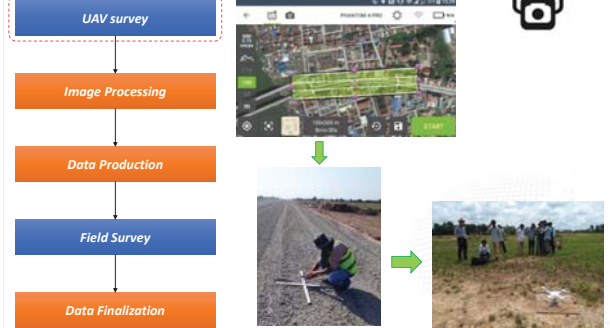 UAV survey
Image Processing
Data Production
Field Survey
Data Finalization
PHANTOM 4 PRO
START